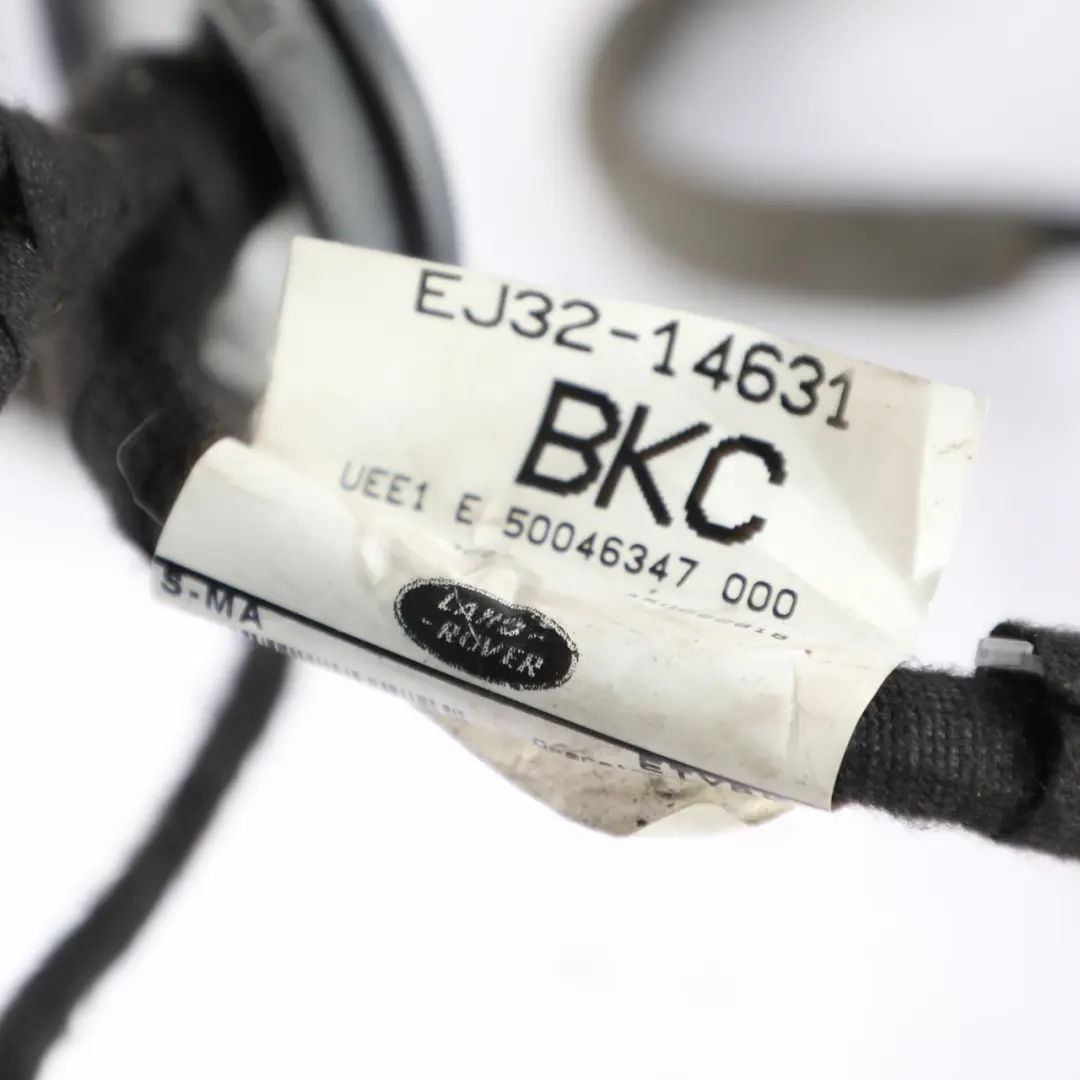 EJ32-14631
BKC
UEE1 E 50046347 000
LAND-
-ROVER
S-MA